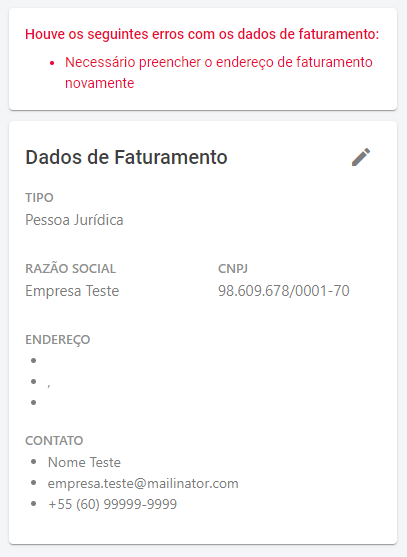 Houve os seguintes erros com os dados de faturamento:
• Necessário preencher o endereço de faturamento
novamente
Dados de Faturamento
TIPO
Pessoa Jurídica
RAZÃO SOCIAL CNPJ
Empresa Teste 98.609.678/0001-70
ENDEREÇO
•
• ,
•
CONTATO
• Nome Teste
• empresa.teste@mailinator.com
• +55 (60) 99999-9999